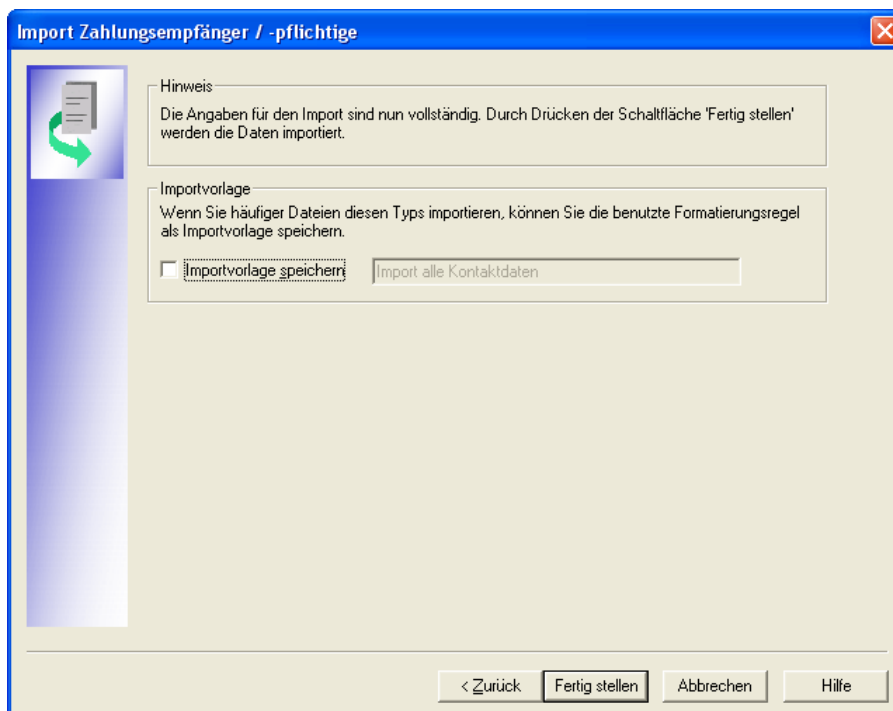 Import Zahlungsempfänger / -pflichtige
Hinweis
Die Angaben für den Import sind nun vollständig. Durch Drücken der Schaltfläche 'Fertig stellen'
werden die Daten importiert.
Importvorlage
Wenn Sie häufiger Dateien diesen Typs importieren, können Sie die benutzte Formatierungsregel
als Importvorlage speichern.
Importvorlage speichern
Import alle Kontaktdaten
< Zurück
Fertig stellen
Abbrechen
Hilfe